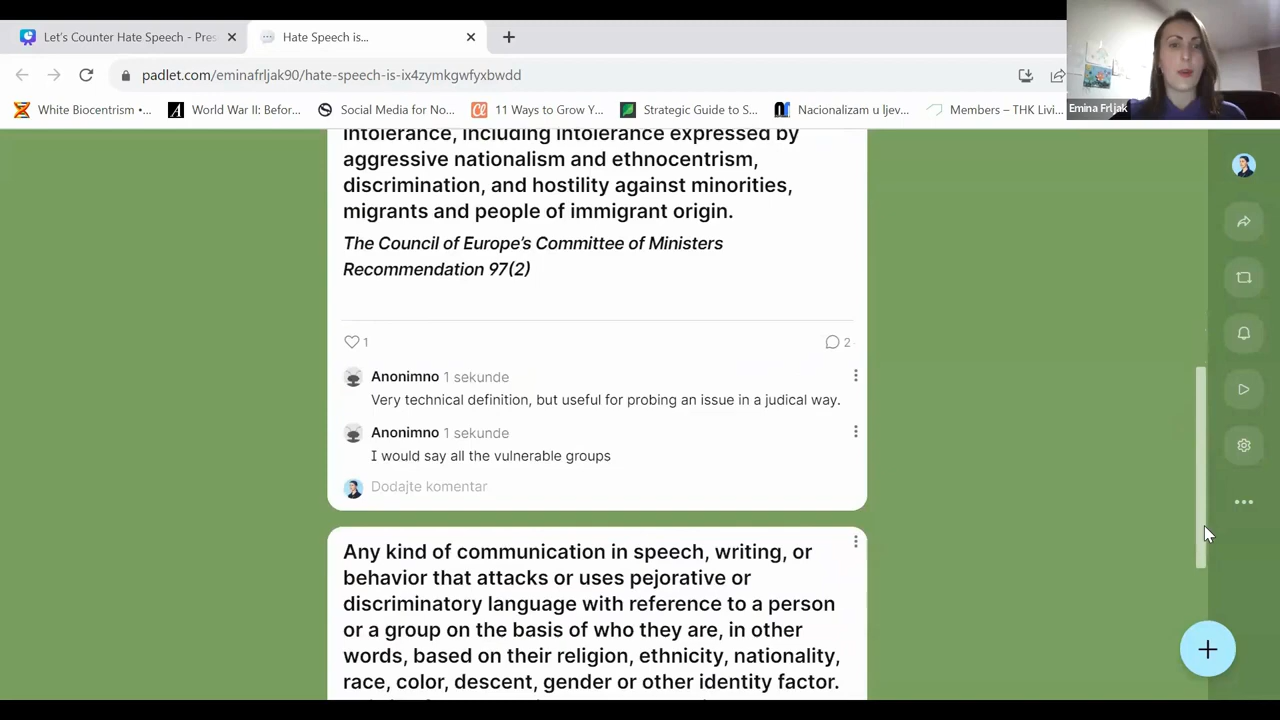 Let's Counter Hate Speech - Pres
Hate Speech is...
padlet.com/eminafrljak90/hate-speech-is-ix4zymkgwfyxbwdd
White Biocentrism •...
World War II: Befor...
Social Media for No...
11 Ways to Grow Y...
Strategic Guide to S...
Nacionalizam u ljev...
Members – THK Livi...
Emina Frljak
intolerance, including intolerance expressed by
aggressive nationalism and ethnocentrism,
discrimination, and hostility against minorities,
migrants and people of immigrant origin.
The Council of Europe's Committee of Ministers
Recommendation 97(2)
1
2
Anonimno 1 sekunde
Very technical definition, but useful for probing an issue in a judical way.
Anonimno 1 sekunde
I would say all the vulnerable groups
Dodajte komentar
Any kind of communication in speech, writing, or
behavior that attacks or uses pejorative or
discriminatory language with reference to a person
or a group on the basis of who they are, in other
words, based on their religion, ethnicity, nationality,
race, color, descent, gender or other identity factor.